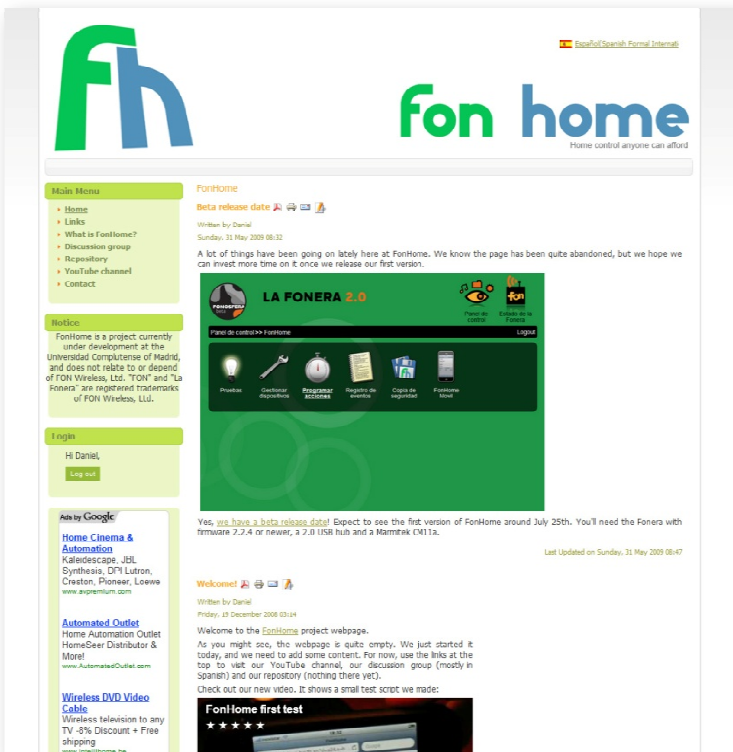 fh
Español(Spanish Formal Internati
fon home
Home control anyone can afford
Main Menu
Home
Links
What is FonHome?
Discussion group
Repository
YouTube channel
Contact
Notice
FonHome is a project currently
under development at the
Universidad Complutense de Madrid,
and does not relate to or depend
of FON Wireless, Ltd. "FON" and "La
Fonera" are registered trademarks
of FON Wireless, Ltd.
Login
Hi Daniel,
Log out
Ads by Google
Home Cinema &
Automation
Kaleidescape, JBL
Synthesis, DPI Lutron,
Creston, Pioneer, Loewe
www.avpremium.com
Automated Outlet
Home Automation Outlet
HomeSeer Distributor &
More!
www.AutomatedOutlet.com
Wireless DVD Video
Cable
Wireless television to any
TV -8% Discount + Free
shipping
www.intellihome.be
FonHome
Beta release date
Written by Daniel
Sunday, 31 May 2009 08:32
A lot of things have been going on lately here at FonHome. We know the page has been quite abandoned, but we hope we
can invest more time on it once we release our first version.
FONOSFERA
beta
LA FONERA 2.0
Panel de
control
fon
Estado de la
Fonera
Panel de control>> FonHome
Logout
Pruebas
Gestionar
dispositivos
Programar
acciones
Registro de
eventos
Copia de
seguridad
FonHome
Movil
Yes, we have a beta release date! Expect to see the first version of FonHome around July 25th. You'll need the Fonera with
firmware 2.2.4 or newer, a 2.0 USB hub and a Marmitek CM11a.
Last Updated on Sunday, 31 May 2009 08:47
Welcome!
Written by Daniel
Friday, 19 December 2008 03:14
Welcome to the FonHome project webpage.
As you might see, the webpage is quite empty. We just started it
today, and we need to add some content. For now, use the links at the
top to visit our YouTube channel, our discussion group (mostly in
Spanish) and our repository (nothing there yet).
Check out our new video. It shows a small test script we made:
FonHome first test